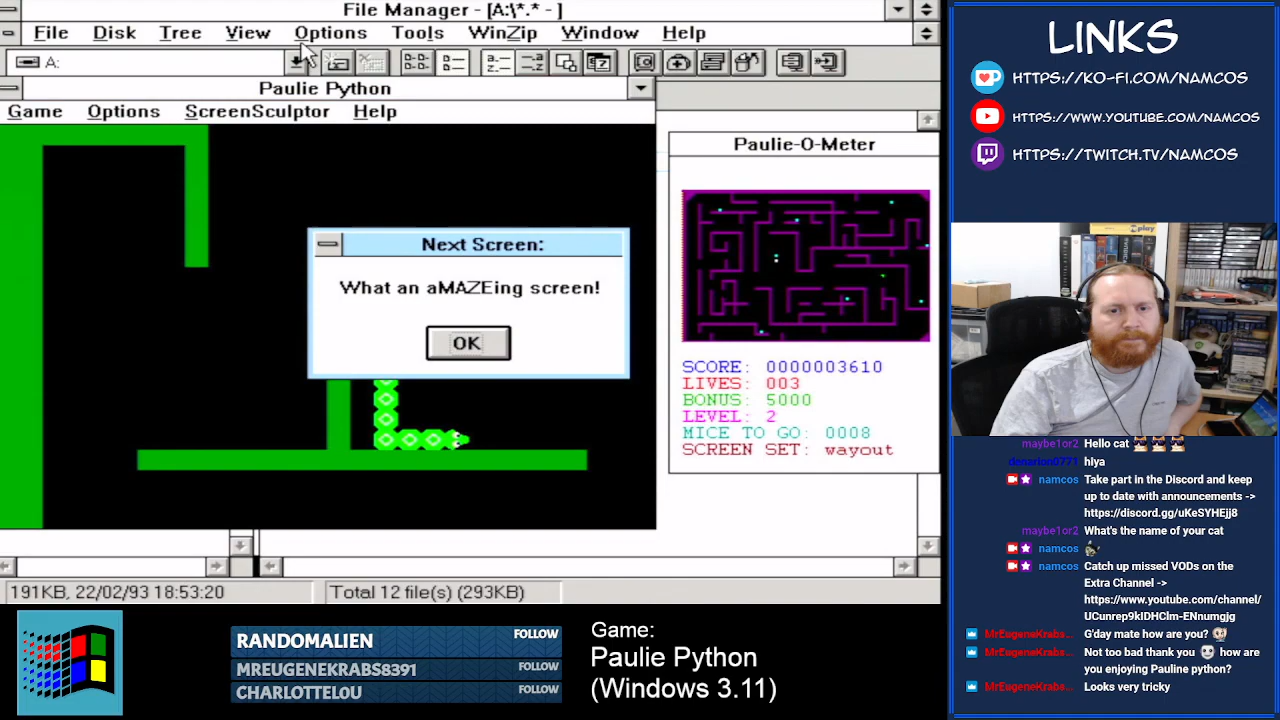 File Manager - [A:\*.* - ]
File Disk Tree View Options Tools WinZip Window Help
A:
Paulie Python
Game Options ScreenSculptor Help
Next Screen:
What an aMAZEing screen!
OK
Paulie-O-Meter
SCORE: 0000003610
LIVES: 003
BONUS: 5000
LEVEL: 2
MICE TO GO: 0008
SCREEN SET: wayout
191KB, 22/02/93 18:53:20
Total 12 file(s) (293KB)
RANDOMALIEN FOLLOW
MREUGENEKRABS8391 FOLLOW
CHARLOTTELOU FOLLOW
Game:
Paulie Python
(Windows 3.11)
LINKS
HTTPS://KO-FI.COM/NAMCOS
HTTPS://WWW.YOUTUBE.COM/NAMCOS
HTTPS://TWITCH.TV/NAMCOS
maybe1or2 Hello cat
denarion0771 hIya
namcos Take part in the Discord and keep
up to date with announcements ->
https://discord.gg/uKeSYHEjj8
maybe1or2 What's the name of your cat
namcos
namcos Catch up missed VODs on the
Extra Channel ->
https://www.youtube.com/channel/
UCunrep9kIDHClm-ENnumgjg
MrEugeneKrabs... G'day mate how are you?
MrEugeneKrabs... Not too bad thank you how are
you enjoying Pauline python?
MrEugeneKrabs... Looks very tricky